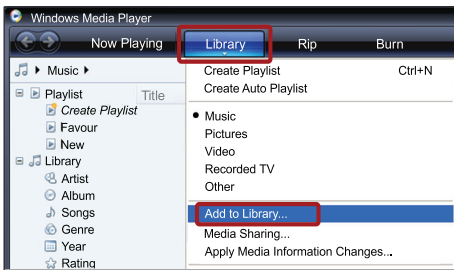 Windows Media Player
Now Playing Library Rip Burn
Music
Create Playlist Ctrl+N
Create Auto Playlist
Playlist Title
Create Playlist
Favour
New
Library
Artist
Album
Songs
Genre
Year
Rating
Music
Pictures
Video
Recorded TV
Other
Add to Library...
Media Sharing...
Apply Media Information Changes...